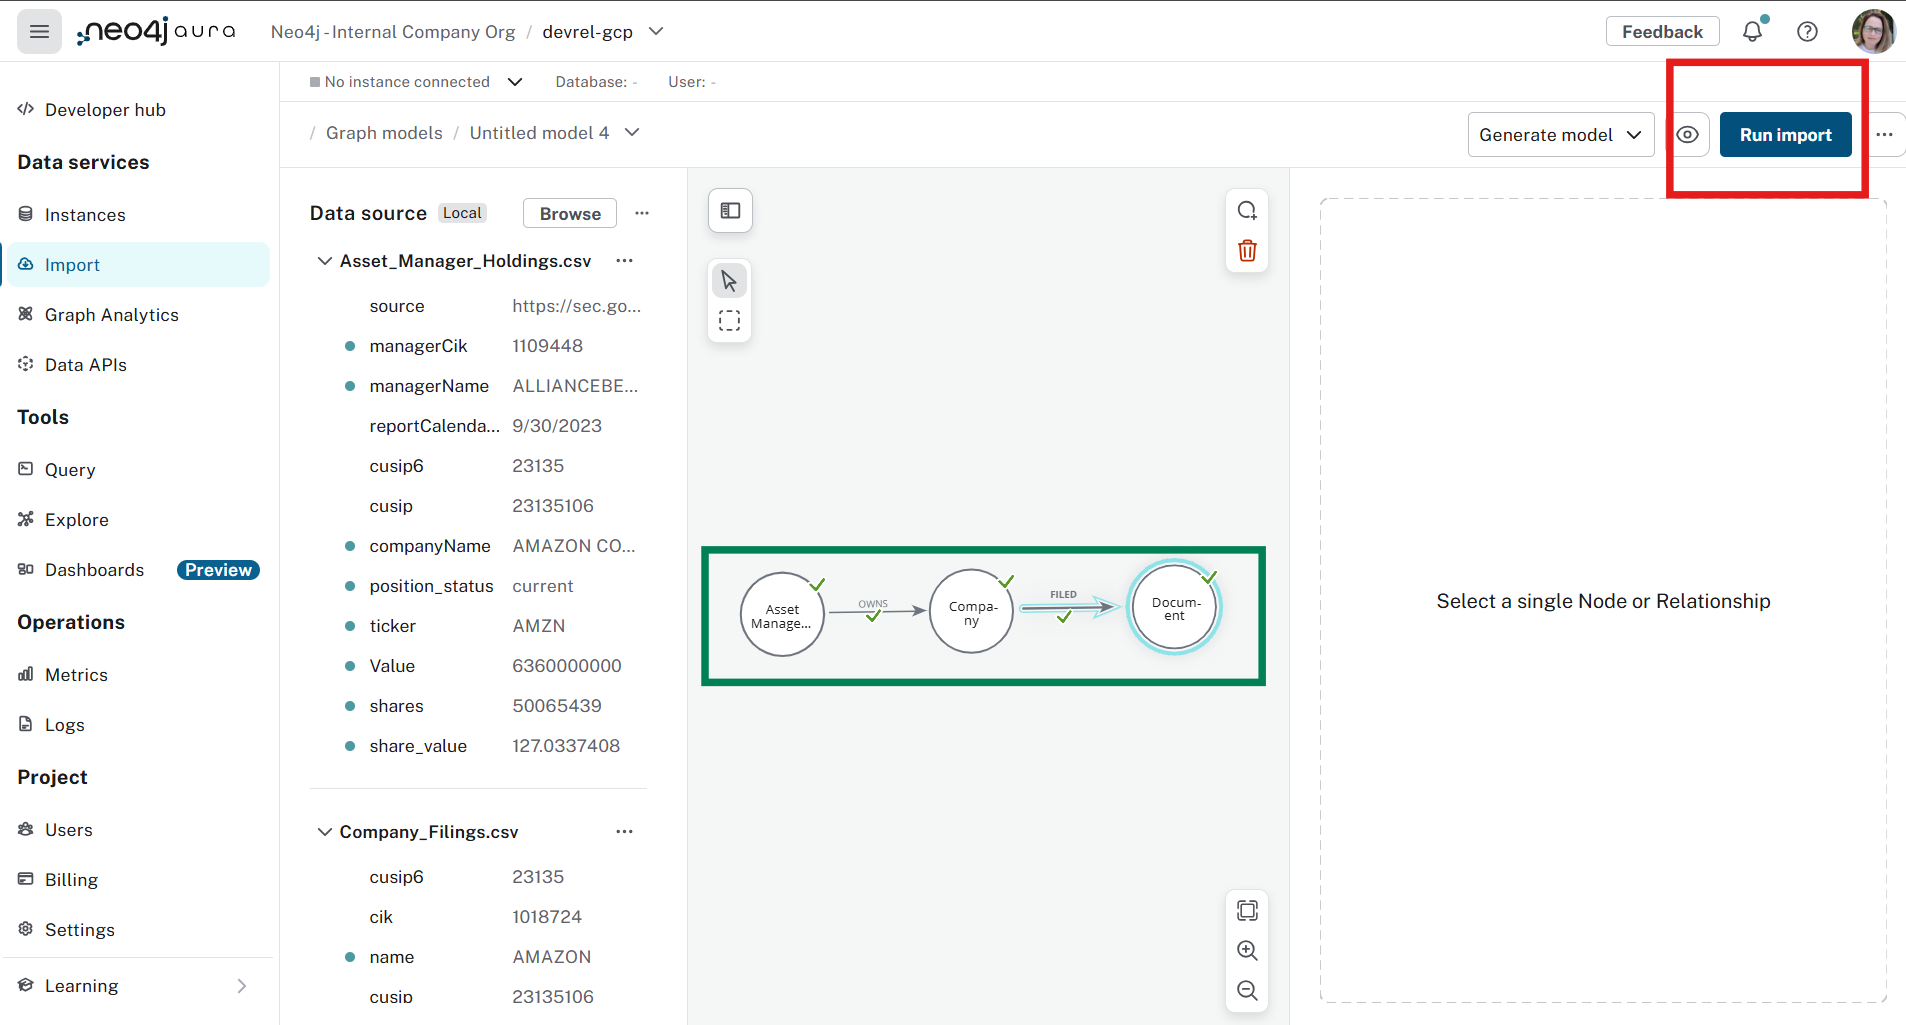 neo4j aura
Neo4j - Internal Company Org / devrel-gcp
Feedback
No instance connected
Database: -
User: -
/ Graph models / Untitled model 4
Generate model
Run import
Developer hub
Data services
Instances
Import
Graph Analytics
Data APIs
Tools
Query
Explore
Dashboards
Preview
Operations
Metrics
Logs
Project
Users
Billing
Settings
Learning
Data source Local
Browse
Asset_Manager_Holdings.csv
source https://sec.go...
managerCik 1109448
managerName ALLIANCEBE...
reportCalenda... 9/30/2023
cusip6 23135
cusip 23135106
companyName AMAZON CO...
position_status current
ticker AMZN
Value 6360000000
shares 50065439
share_value 127.0337408
Company_Filings.csv
cusip6 23135
cik 1018724
name AMAZON
cusip 23135106
Asset
Manage...
OWNS
Compa-
ny
FILED
Docum-
ent
Select a single Node or Relationship